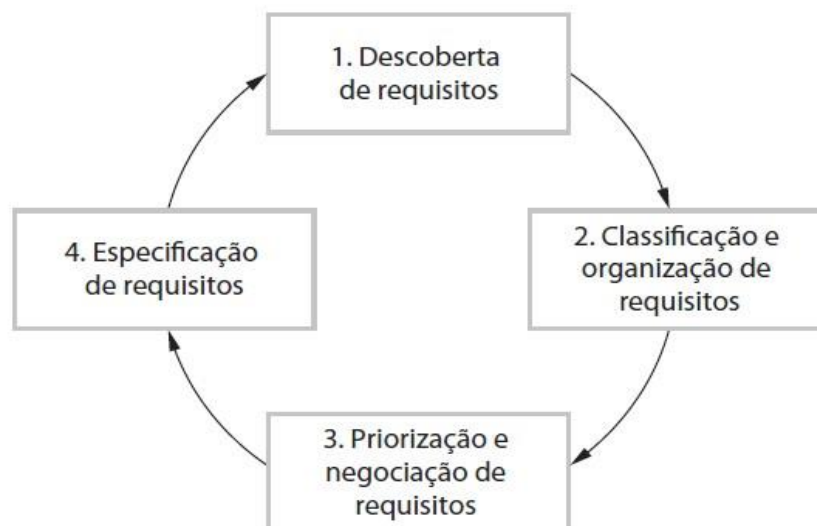 1. Descoberta
de requisitos
2. Classificação e
organização de
requisitos
3. Priorização e
negociação de
requisitos
4. Especificação
de requisitos